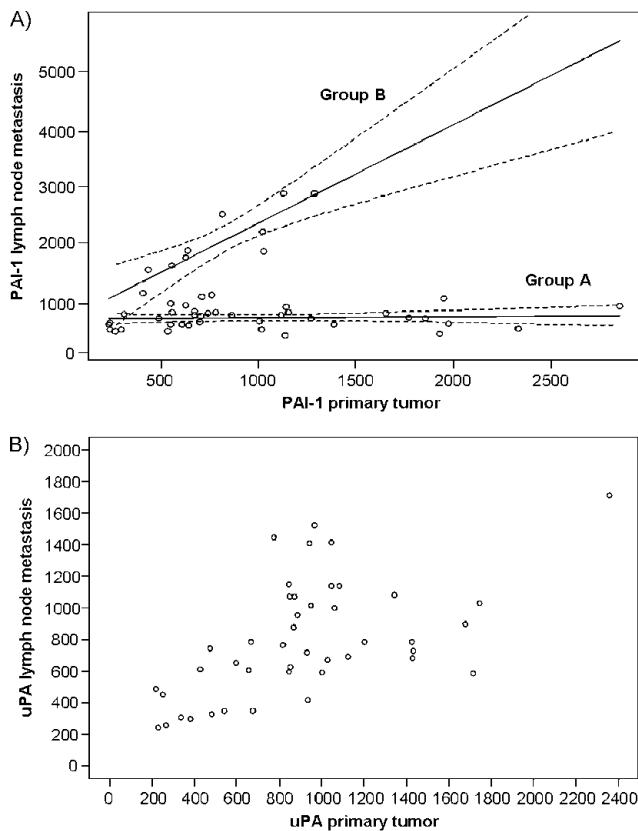 A)
PAI-1 lymph node metastasis
5000
4000
3000
2000
1000
0
Group B
Group A
500 1000 1500 2000 2500
PAI-1 primary tumor
B)
uPA lymph node metastasis
2000
1800
1600
1400
1200
1000
800
600
400
200
0
0 200 400 600 800 1000 1200 1400 1600 1800 2000 2200 2400
uPA primary tumor